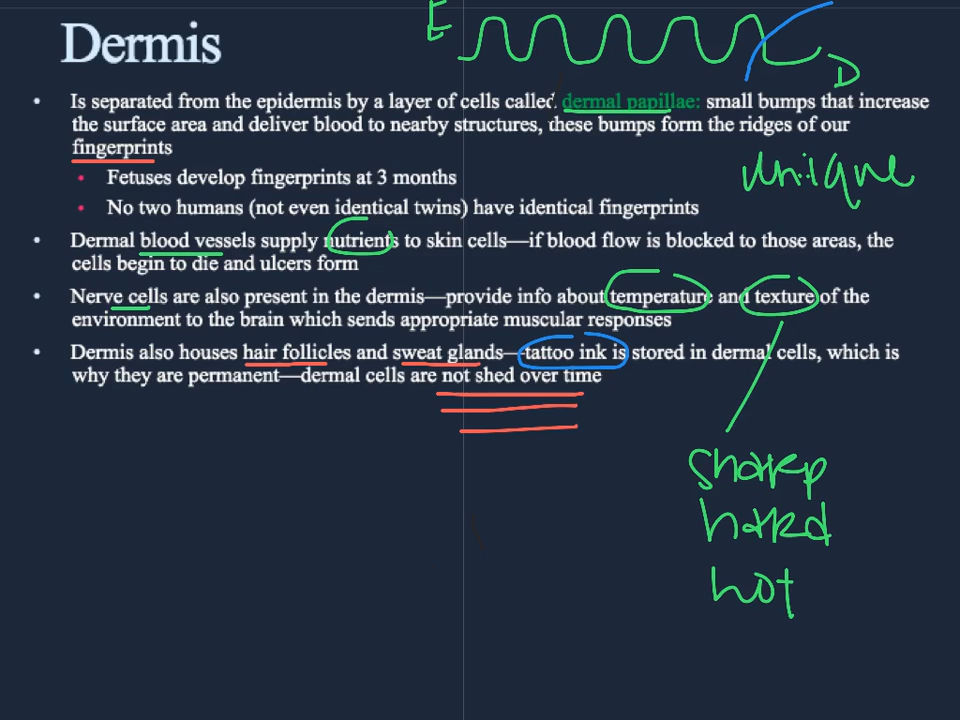 E
Dermis
D
• Is separated from the epidermis by a layer of cells called dermal papillae: small bumps that increase
the surface area and deliver blood to nearby structures, these bumps form the ridges of our
fingerprints
unique
• Fetuses develop fingerprints at 3 months
• No two humans (not even identical twins) have identical fingerprints
• Dermal blood vessels supply nutrients to skin cells—if blood flow is blocked to those areas, the
cells begin to die and ulcers form
• Nerve cells are also present in the dermis—provide info about temperature and texture of the
environment to the brain which sends appropriate muscular responses
• Dermis also houses hair follicles and sweat glands—tattoo ink is stored in dermal cells, which is
why they are permanent—dermal cells are not shed over time
sharp
hard
hot